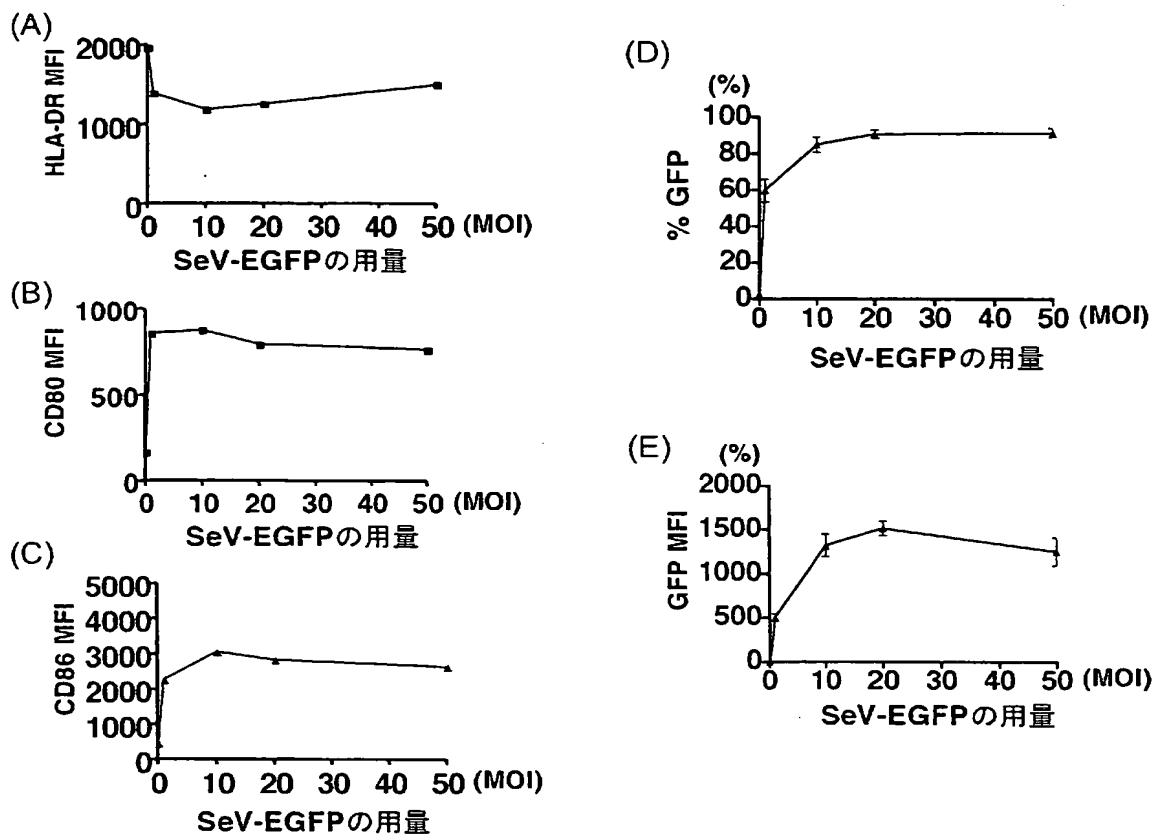 (A)
HLA-DR MFI
2000
1000
0
0 10 20 30 40 50 (MOI)
SeV-EGFPの用量
(B)
CD80 MFI
1000
500
0
0 10 20 30 40 50 (MOI)
SeV-EGFPの用量
(C)
CD86 MFI
5000
4000
3000
2000
1000
0
0 10 20 30 40 50 (MOI)
SeV-EGFPの用量
(D)
(%)
% GFP
100
80
60
40
20
0
0 10 20 30 40 50 (MOI)
SeV-EGFPの用量
(E)
(%)
GFP MFI
2000
1500
1000
500
0
0 10 20 30 40 50 (MOI)
SeV-EGFPの用量